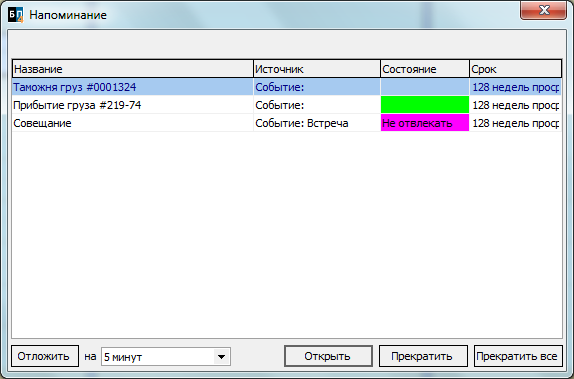 БП Напоминание
Название Источник Состояние Срок
Таможня груз #0001324 Событие: 128 недель проср
Прибытие груза #219-74 Событие: 128 недель проср
Совещание Событие: Встреча Не отвлекать 128 недель проср
Отложить на 5 минут Открыть Прекратить Прекратить все